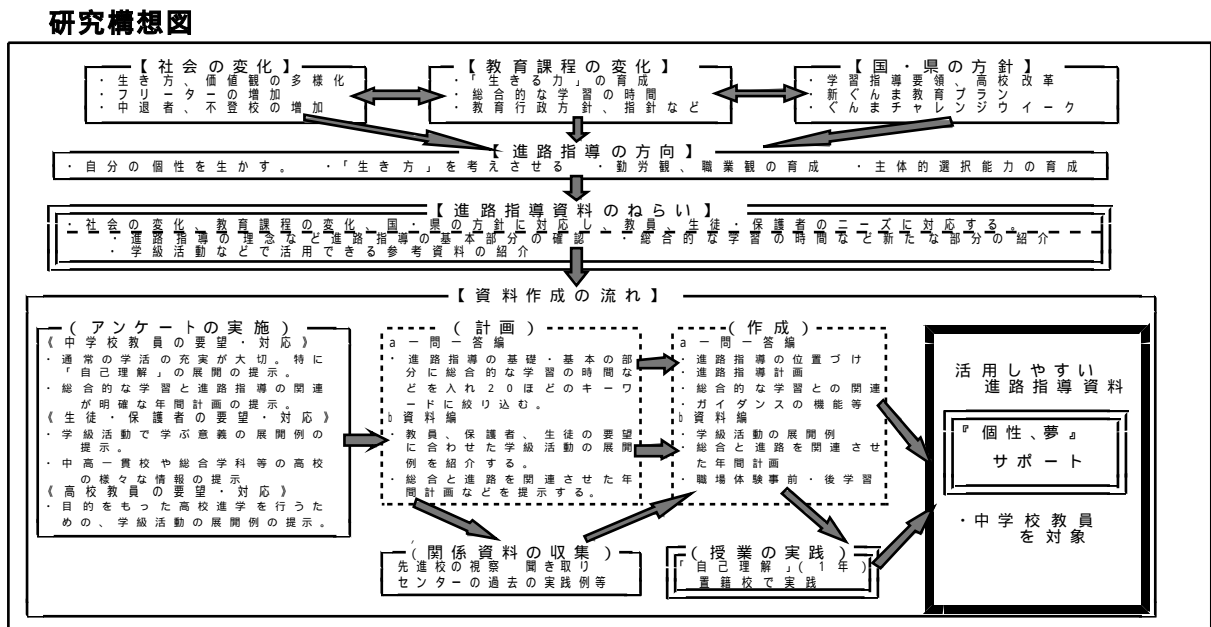 研究構想図
【社会の変化】
・生き方、価値観の多様化
・フリーターの増加
・中退者、不登校の増加
【教育課程の変化】
・「生きる力」の育成
・総合的な学習の時間
・教育行政方針、指針など
【国・県の方針】
・学習指導要領、高校改革
・新ぐんま教育プラン
・ぐんまチャレンジウイーク
【進路指導の方向】
・自分の個性を生かす。　・「生き方」を考えさせる　・勤労観、職業観の育成　・主体的選択能力の育成
【進路指導資料のねらい】
・社会の変化、教育課程の変化、国・県の方針に対応し、教員、生徒・保護者のニーズに対応する。
・進路指導の理念など進路指導の基本部分の確認　・総合的な学習の時間など新たな部分の紹介
・学級活動などで活用できる参考資料の紹介
【資料作成の流れ】
(アンケートの実施)
《中学校教員の要望・対応》
・通常の学活の充実が大切。特に
「自己理解」の展開の提示。
・総合的な学習と進路指導の関連
が明確な年間計画の提示。
《生徒・保護者の要望・対応》
・学級活動で学ぶ意義の展開例の
提示。
・中高一貫校や総合学科等の高校
の様々な情報の提示
《高校教員の要望・対応》
・目的をもった高校進学を行うた
めの、学級活動の展開例の提示。
(計画)
a 一問一答編
・進路指導の基礎・基本の部
分に総合的な学習の時間な
どを入れ20ほどのキーワ
ードに絞り込む。
b 資料編
・教員、保護者、生徒の要望
に合わせた学級活動の展開
例を紹介する。
・総合と進路を関連させた年
間計画などを提示する。
(作成)
a 一問一答編
・進路指導の位置づけ
・進路指導計画
・総合的な学習との関連
・ガイダンスの機能等
b 資料編
・学級活動の展開例
・総合と進路を関連させ
た年間計画
・職場体験事前・後学習
(関係資料の収集)
先進校の視察　聞き取り
センターの過去の実践例等
(授業の実践)
「自己理解」(1年)
置籍校で実践
活用しやすい
進路指導資料
『個性、夢』
サポート
・中学校教員
を対象